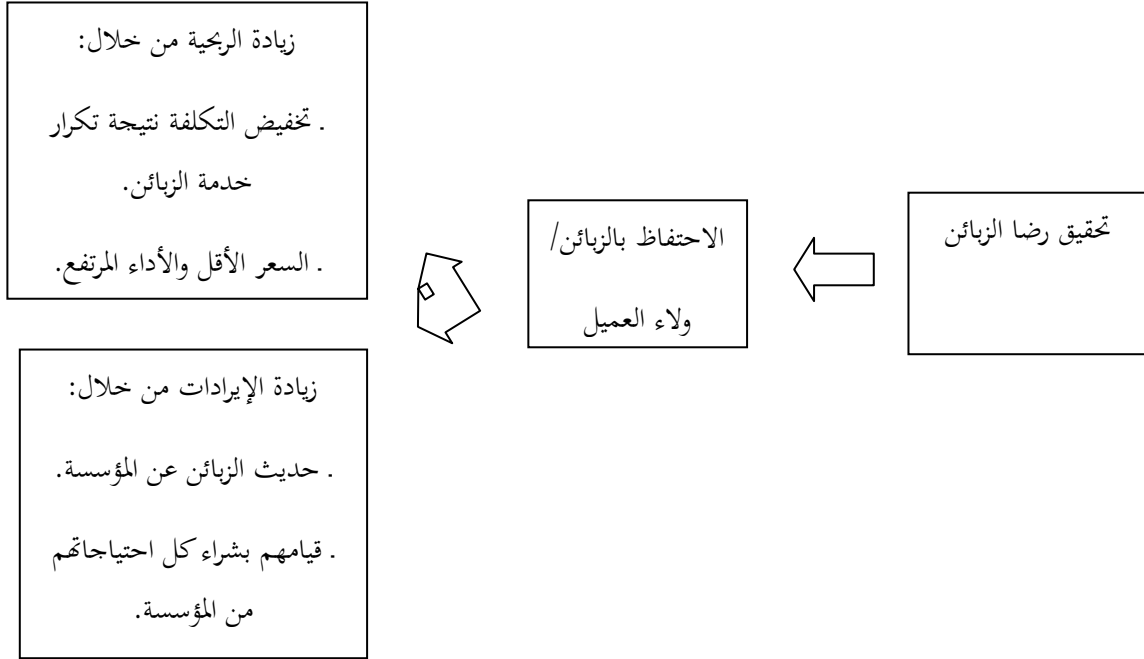 تحقيق رضا الزبائن
الاحتفاظ بالزبائن/
ولاء العميل
زيادة الربحية من خلال:
. تخفيض التكلفة نتيجة تكرار
خدمة الزبائن.
. السعر الأقل والأداء المرتفع.
زيادة الإيرادات من خلال:
. حديث الزبائن عن المؤسسة.
. قيامهم بشراء كل احتياجاتهم
من المؤسسة.